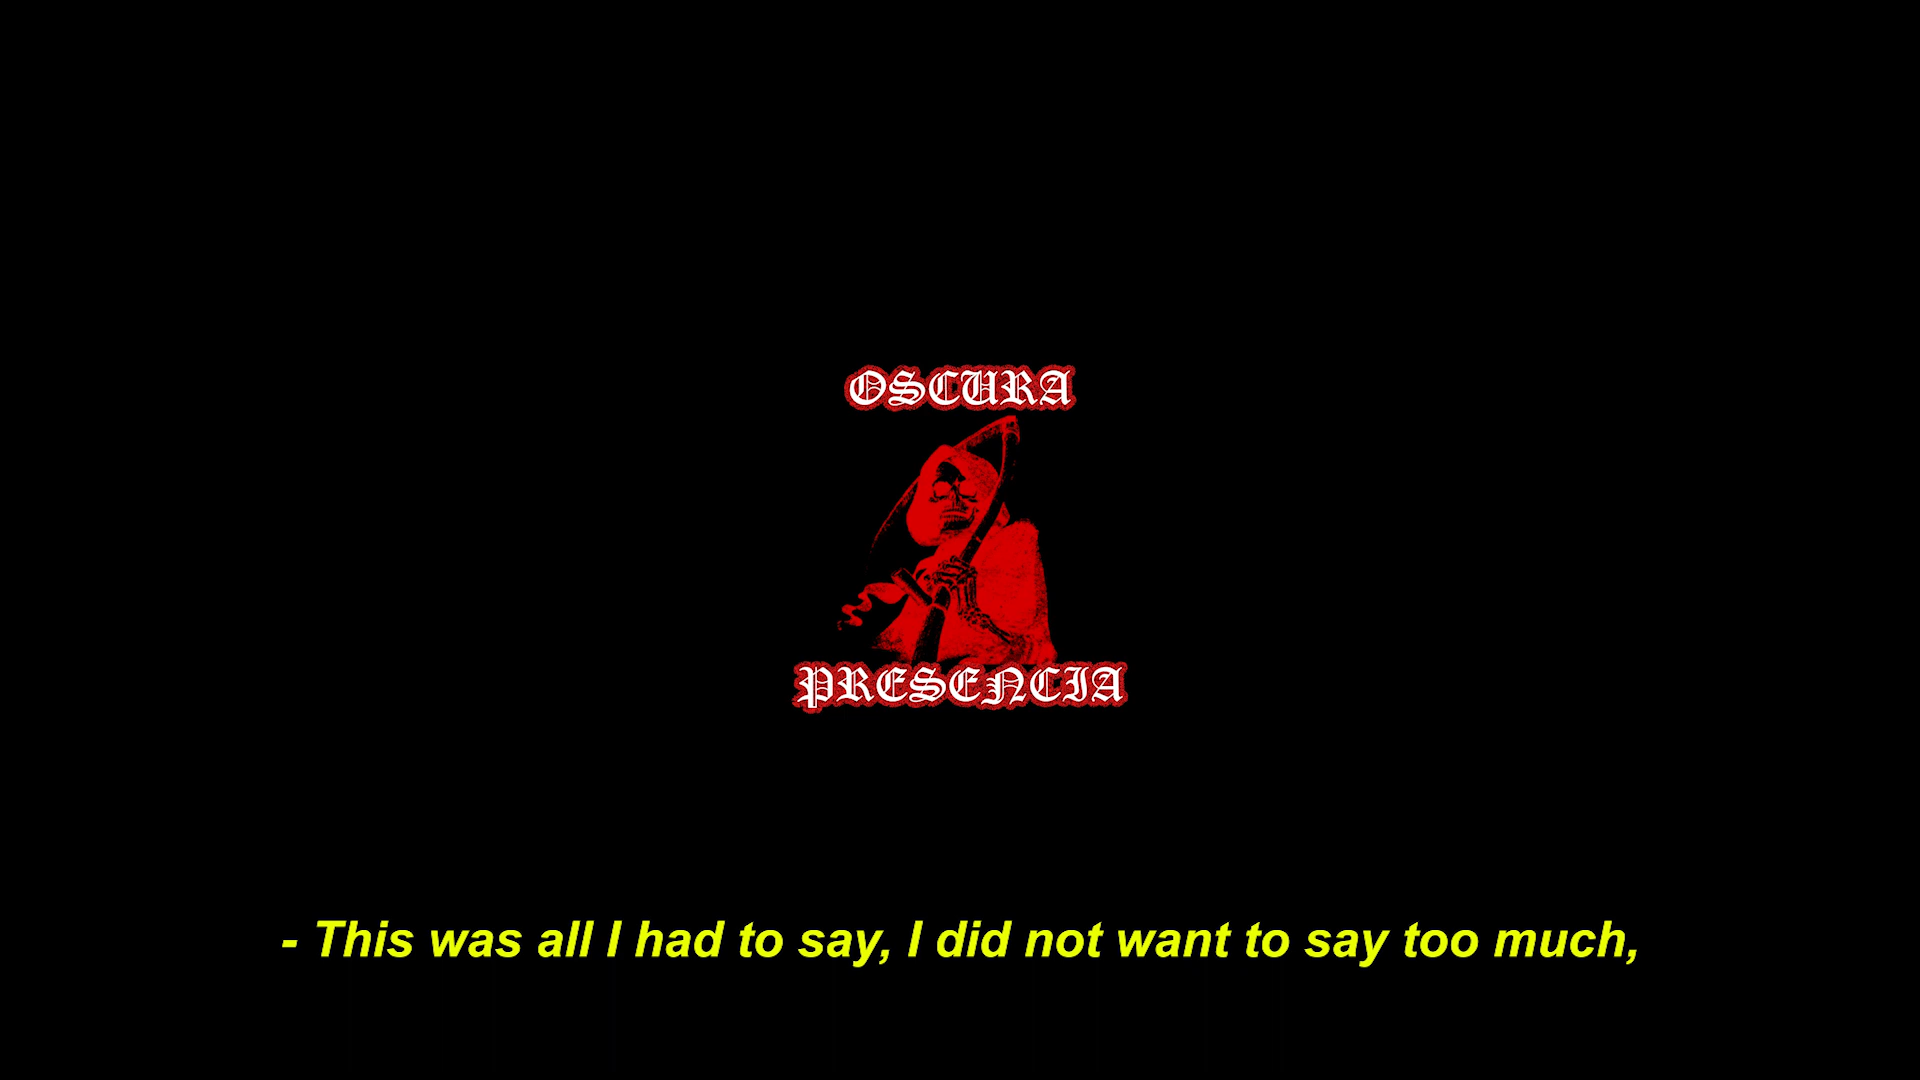 OSCURA
PRESENCIA
- This was all I had to say, I did not want to say too much,